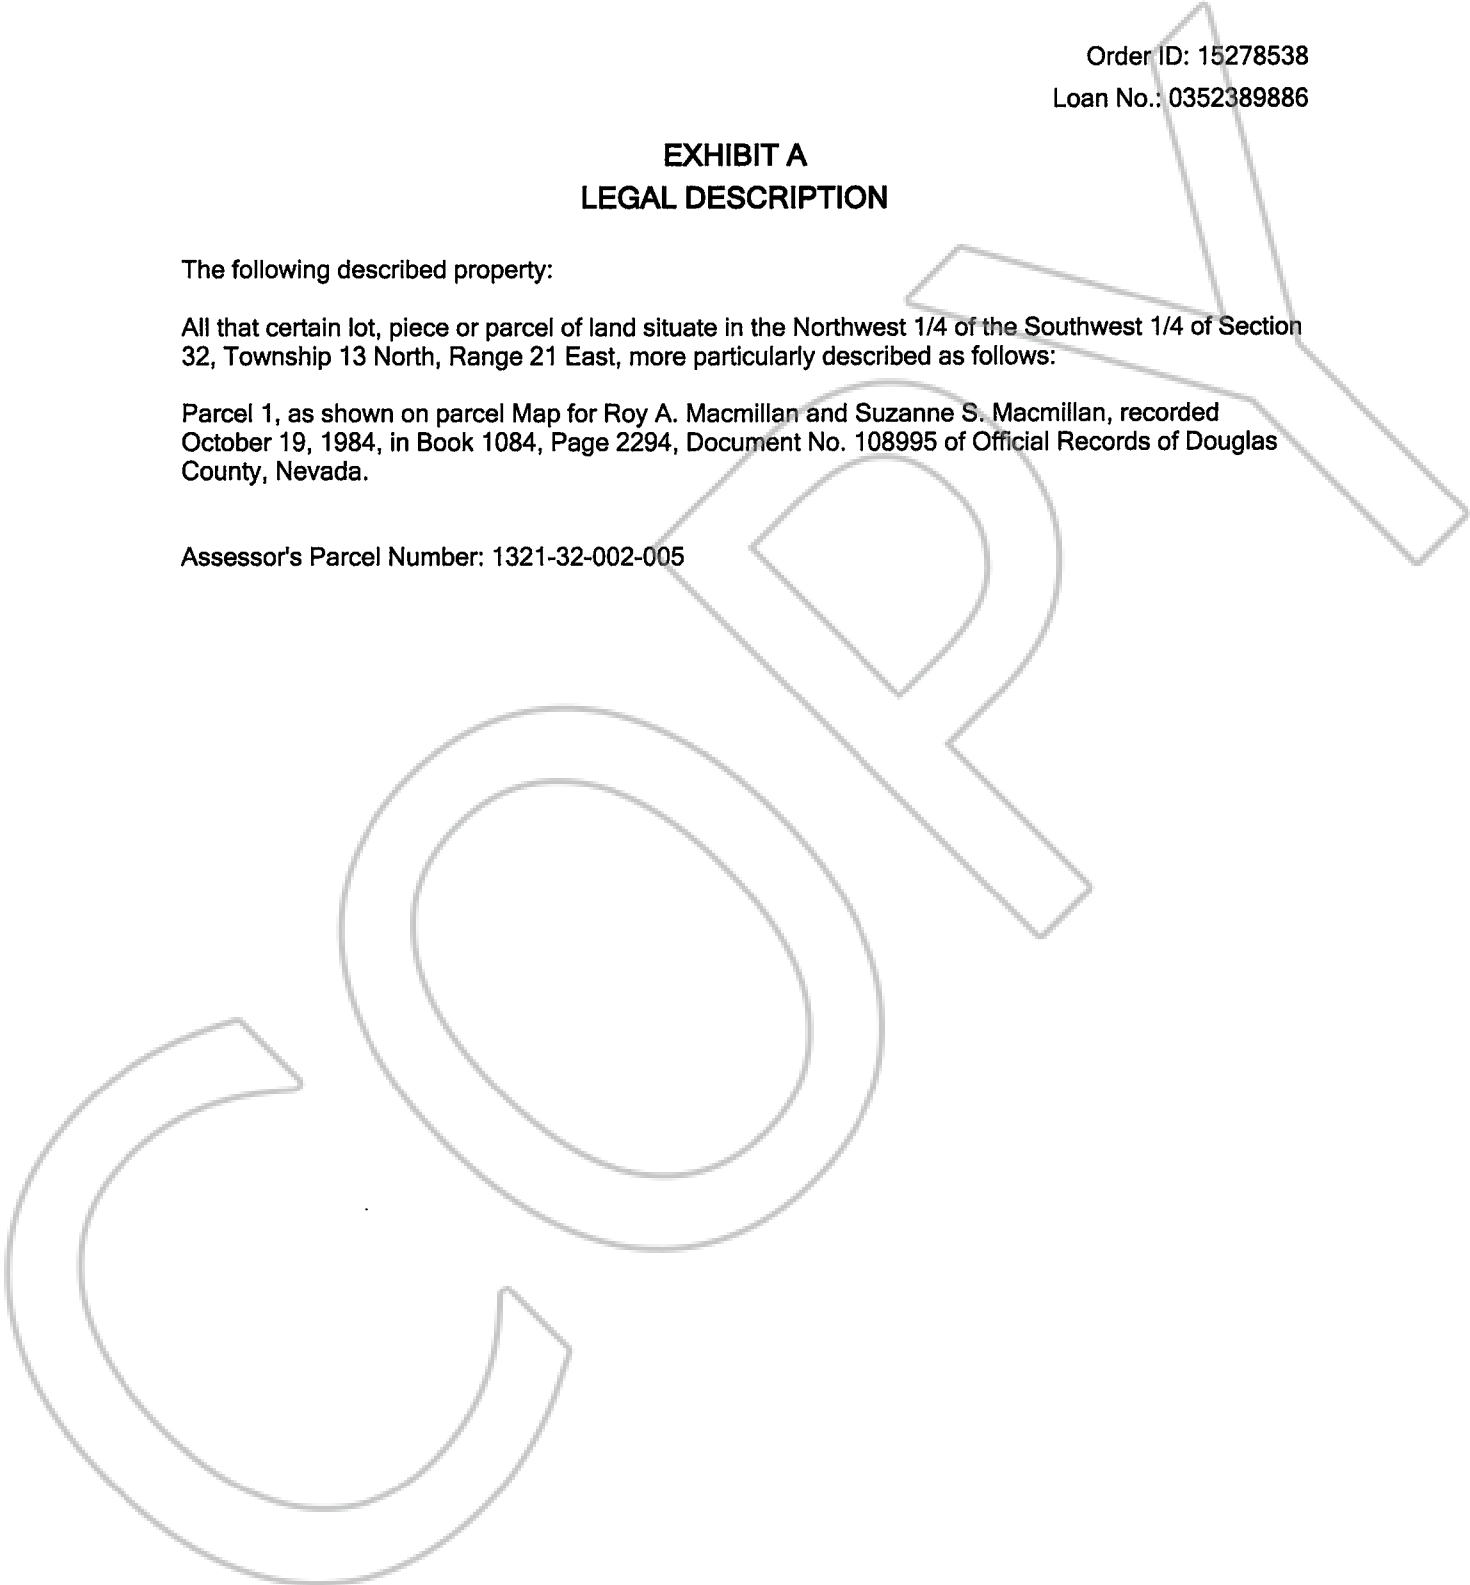 Order ID: 15278538
Loan No.: 0352389886
EXHIBIT A
LEGAL DESCRIPTION
The following described property:
All that certain lot, piece or parcel of land situate in the Northwest 1/4 of the Southwest 1/4 of Section
32, Township 13 North, Range 21 East, more particularly described as follows:
Parcel 1, as shown on parcel Map for Roy A. Macmillan and Suzanne S. Macmillan, recorded
October 19, 1984, in Book 1084, Page 2294, Document No. 108995 of Official Records of Douglas
County, Nevada.
Assessor's Parcel Number: 1321-32-002-005
COPY